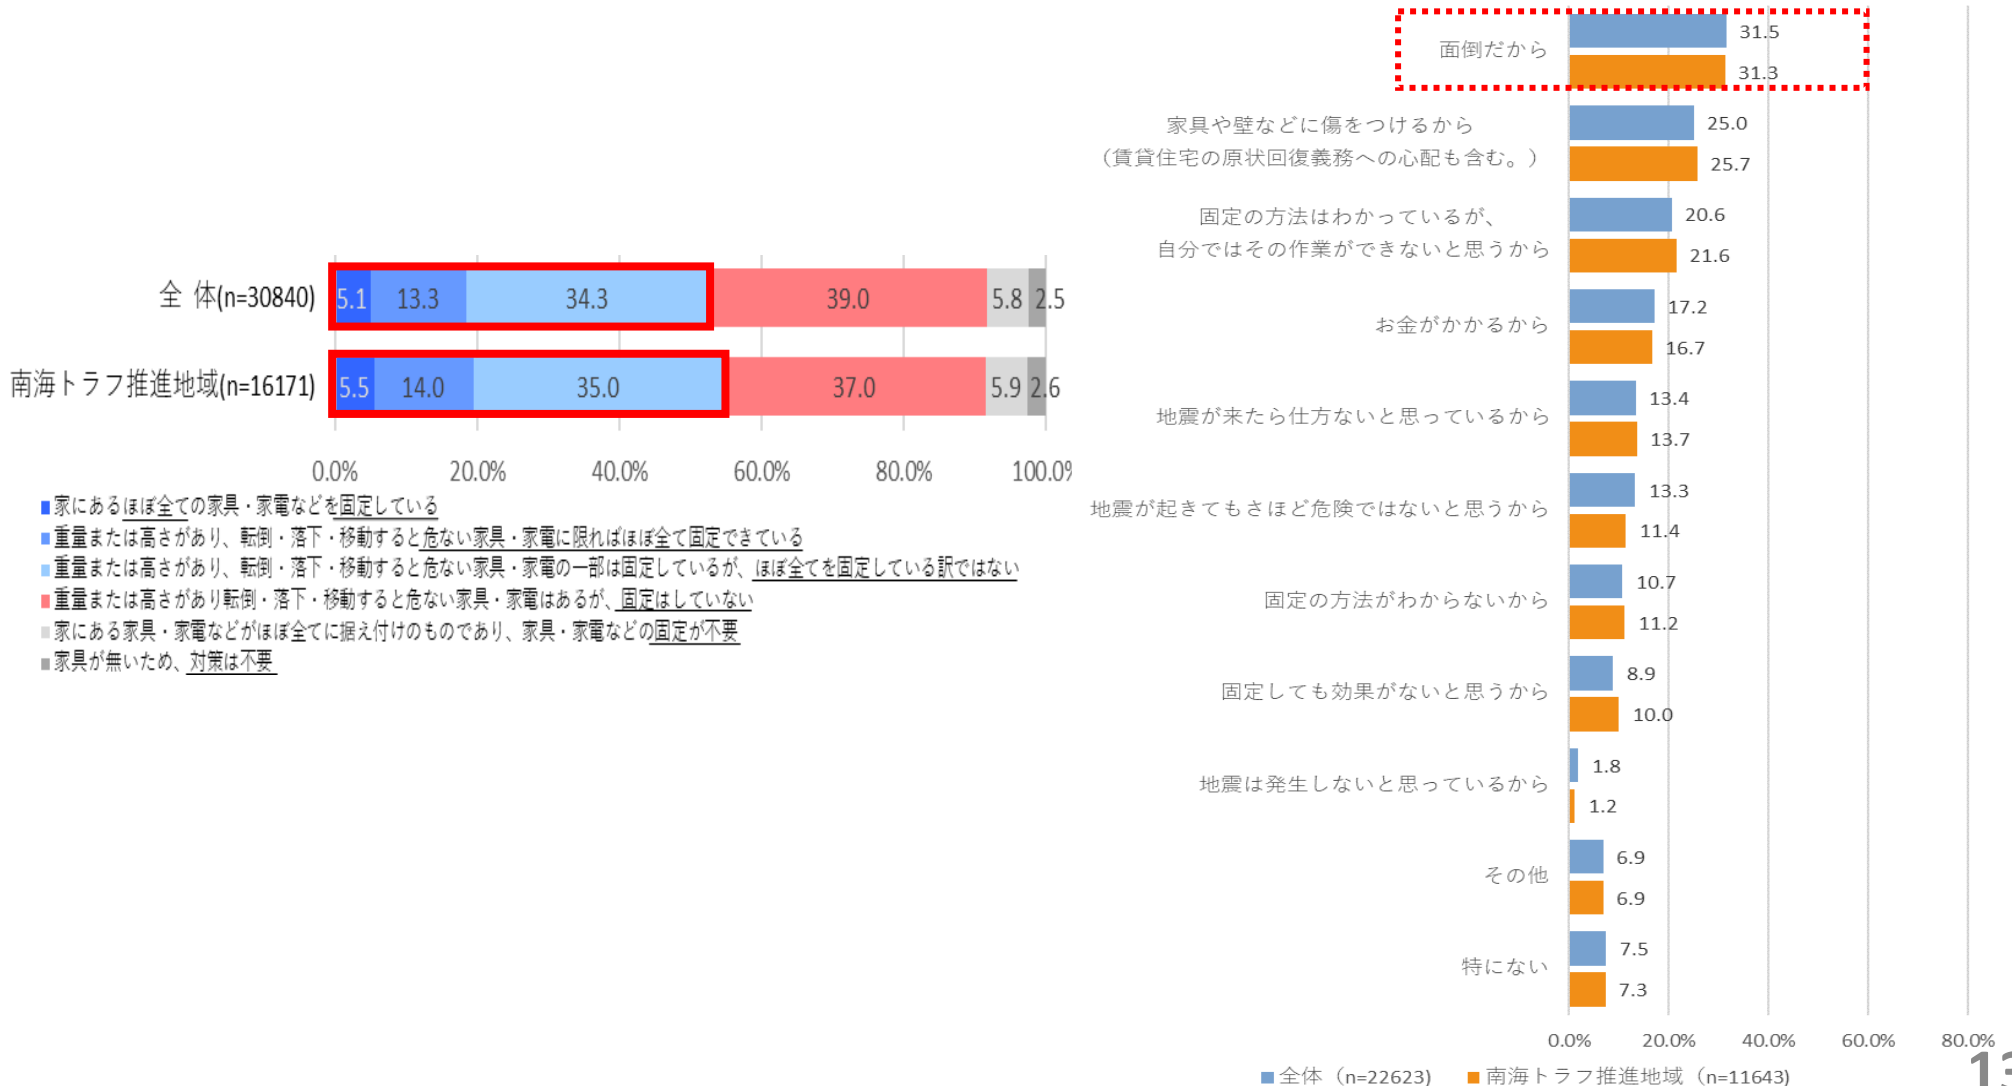 全 体(n=30840)
5.1 13.3 34.3 39.0 5.8 2.5
南海トラフ推進地域(n=16171)
5.5 14.0 35.0 37.0 5.9 2.6
0.0% 20.0% 40.0% 60.0% 80.0% 100.0%
家にあるほぼ全ての家具・家電などを固定している
重量または高さがあり、転倒・落下・移動すると危ない家具・家電に限ればほぼ全て固定できている
重量または高さがあり、転倒・落下・移動すると危ない家具・家電の一部は固定しているが、ほぼ全てを固定している訳ではない
重量または高さがあり転倒・落下・移動すると危ない家具・家電はあるが、固定はしていない
家にある家具・家電などがほぼ全てに据え付けのものであり、家具・家電などの固定が不要
家具が無いため、対策は不要
面倒だから
31.5
31.3
家具や壁などに傷をつけるから
(賃貸住宅の原状回復義務への心配も含む。)
25.0
25.7
固定の方法はわかっているが、
自分ではその作業ができないと思うから
20.6
21.6
お金がかかるから
17.2
16.7
地震が来たら仕方ないと思っているから
13.4
13.7
地震が起きてもさほど危険ではないと思うから
13.3
11.4
固定の方法がわからないから
10.7
11.2
固定しても効果がないと思うから
8.9
10.0
地震は発生しないと思っているから
1.8
1.2
その他
6.9
6.9
特にない
7.5
7.3
0.0% 20.0% 40.0% 60.0% 80.0%
全体(n=22623) 南海トラフ推進地域(n=11643)